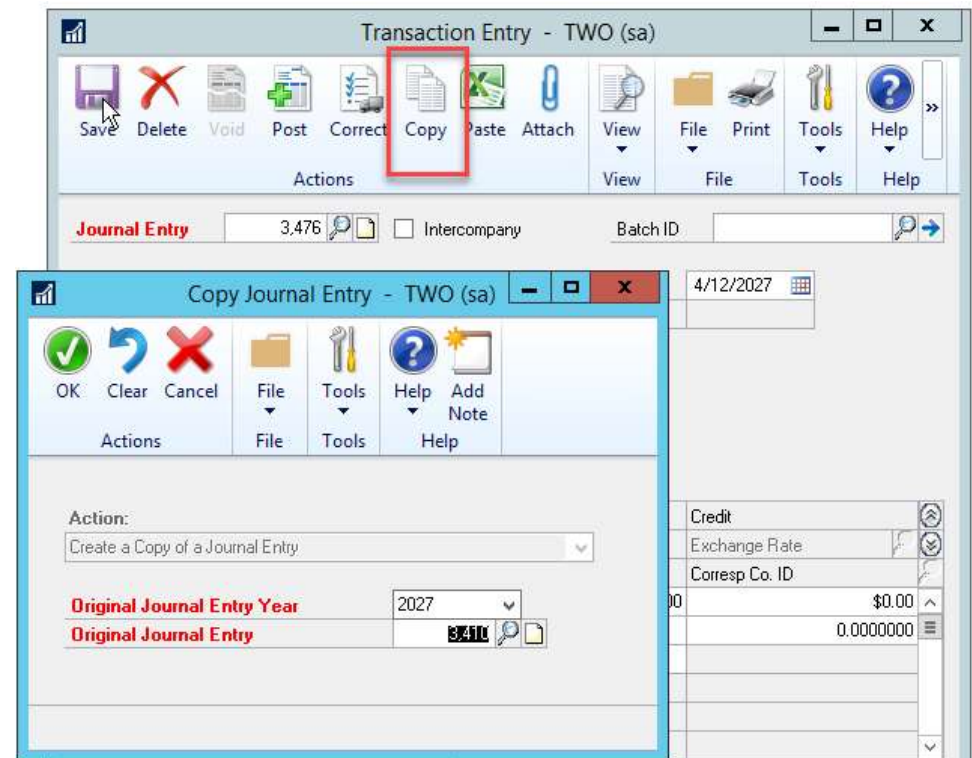 Transaction Entry - TWO (sa)
Save Delete Void Post Correct Copy Paste Attach View File Print Tools Help »
Actions View File Tools Help
Journal Entry 3,476 Intercompany Batch ID
4/12/2027
Copy Journal Entry - TWO (sa)
OK Clear Cancel File Tools Help Add Note
Actions File Tools Help
Action:
Create a Copy of a Journal Entry
Original Journal Entry Year 2027
Original Journal Entry 3,410
Credit
Exchange Rate
Corresp Co. ID
00 $0.00
0.0000000